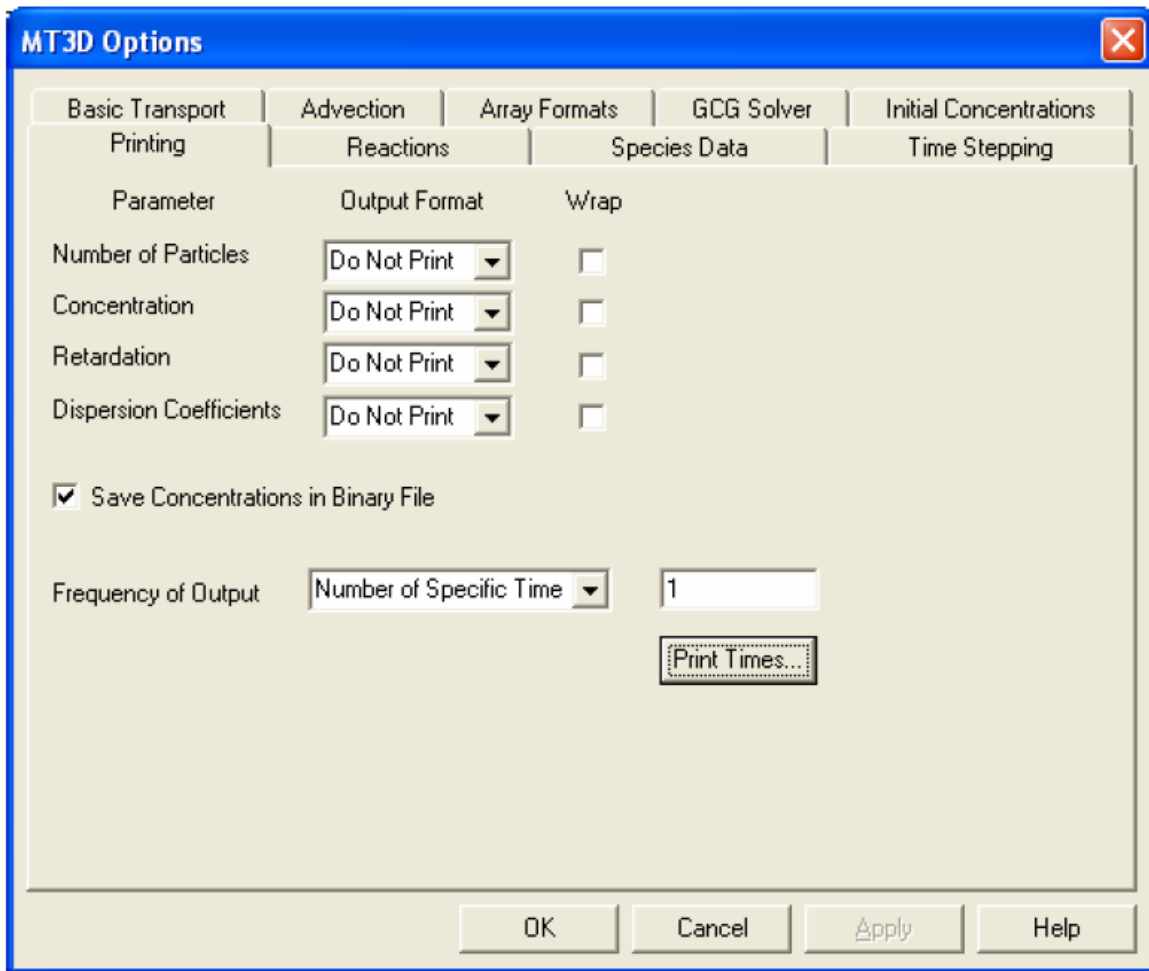 MT3D Options
Basic Transport Advection Array Formats GCG Solver Initial Concentrations
Printing Reactions Species Data Time Stepping
Parameter Output Format Wrap
Number of Particles Do Not Print
Concentration Do Not Print
Retardation Do Not Print
Dispersion Coefficients Do Not Print
Save Concentrations in Binary File
Frequency of Output Number of Specific Time 1
Print Times...
OK Cancel Apply Help